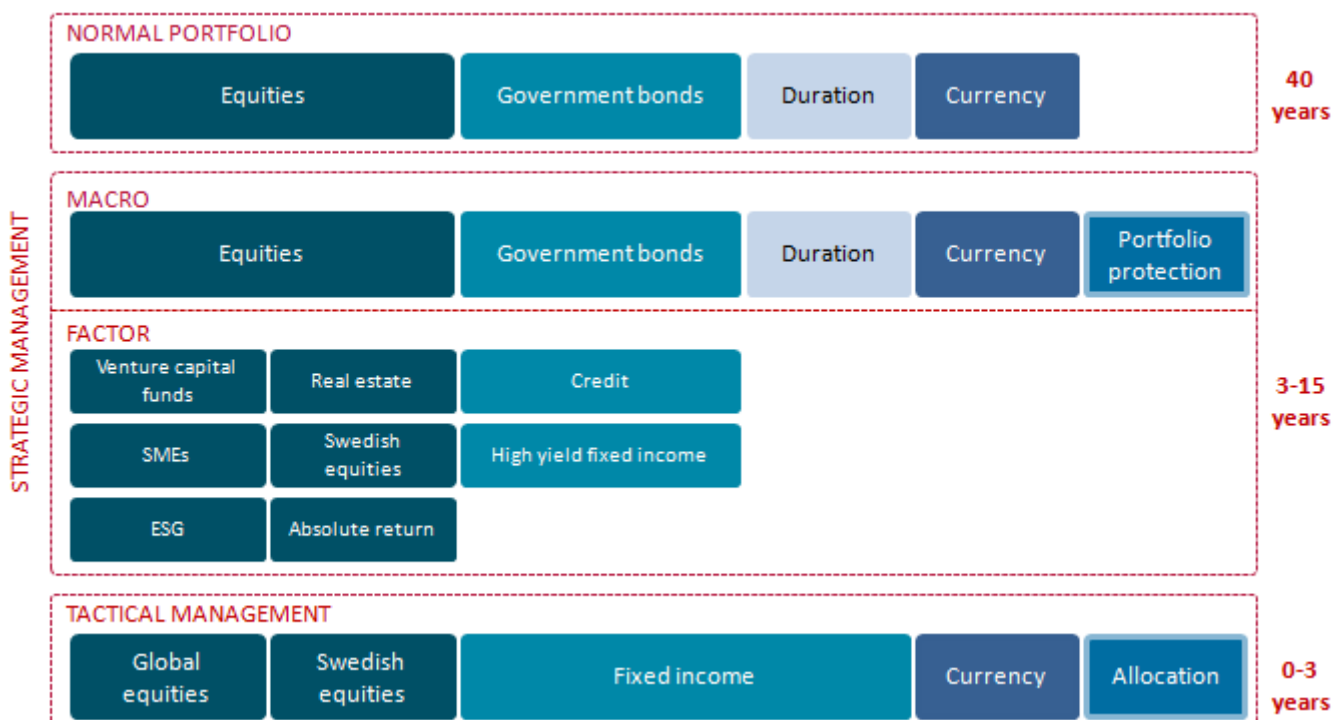 NORMAL PORTFOLIO
Equities
Government bonds
Duration
Currency
40
years
STRATEGIC MANAGEMENT
MACRO
Equities
Government bonds
Duration
Currency
Portfolio
protection
FACTOR
Venture capital
funds
Real estate
Credit
3-15
years
SMEs
Swedish
equities
High yield fixed income
ESG
Absolute return
TACTICAL MANAGEMENT
Global
equities
Swedish
equities
Fixed income
Currency
Allocation
0-3
years